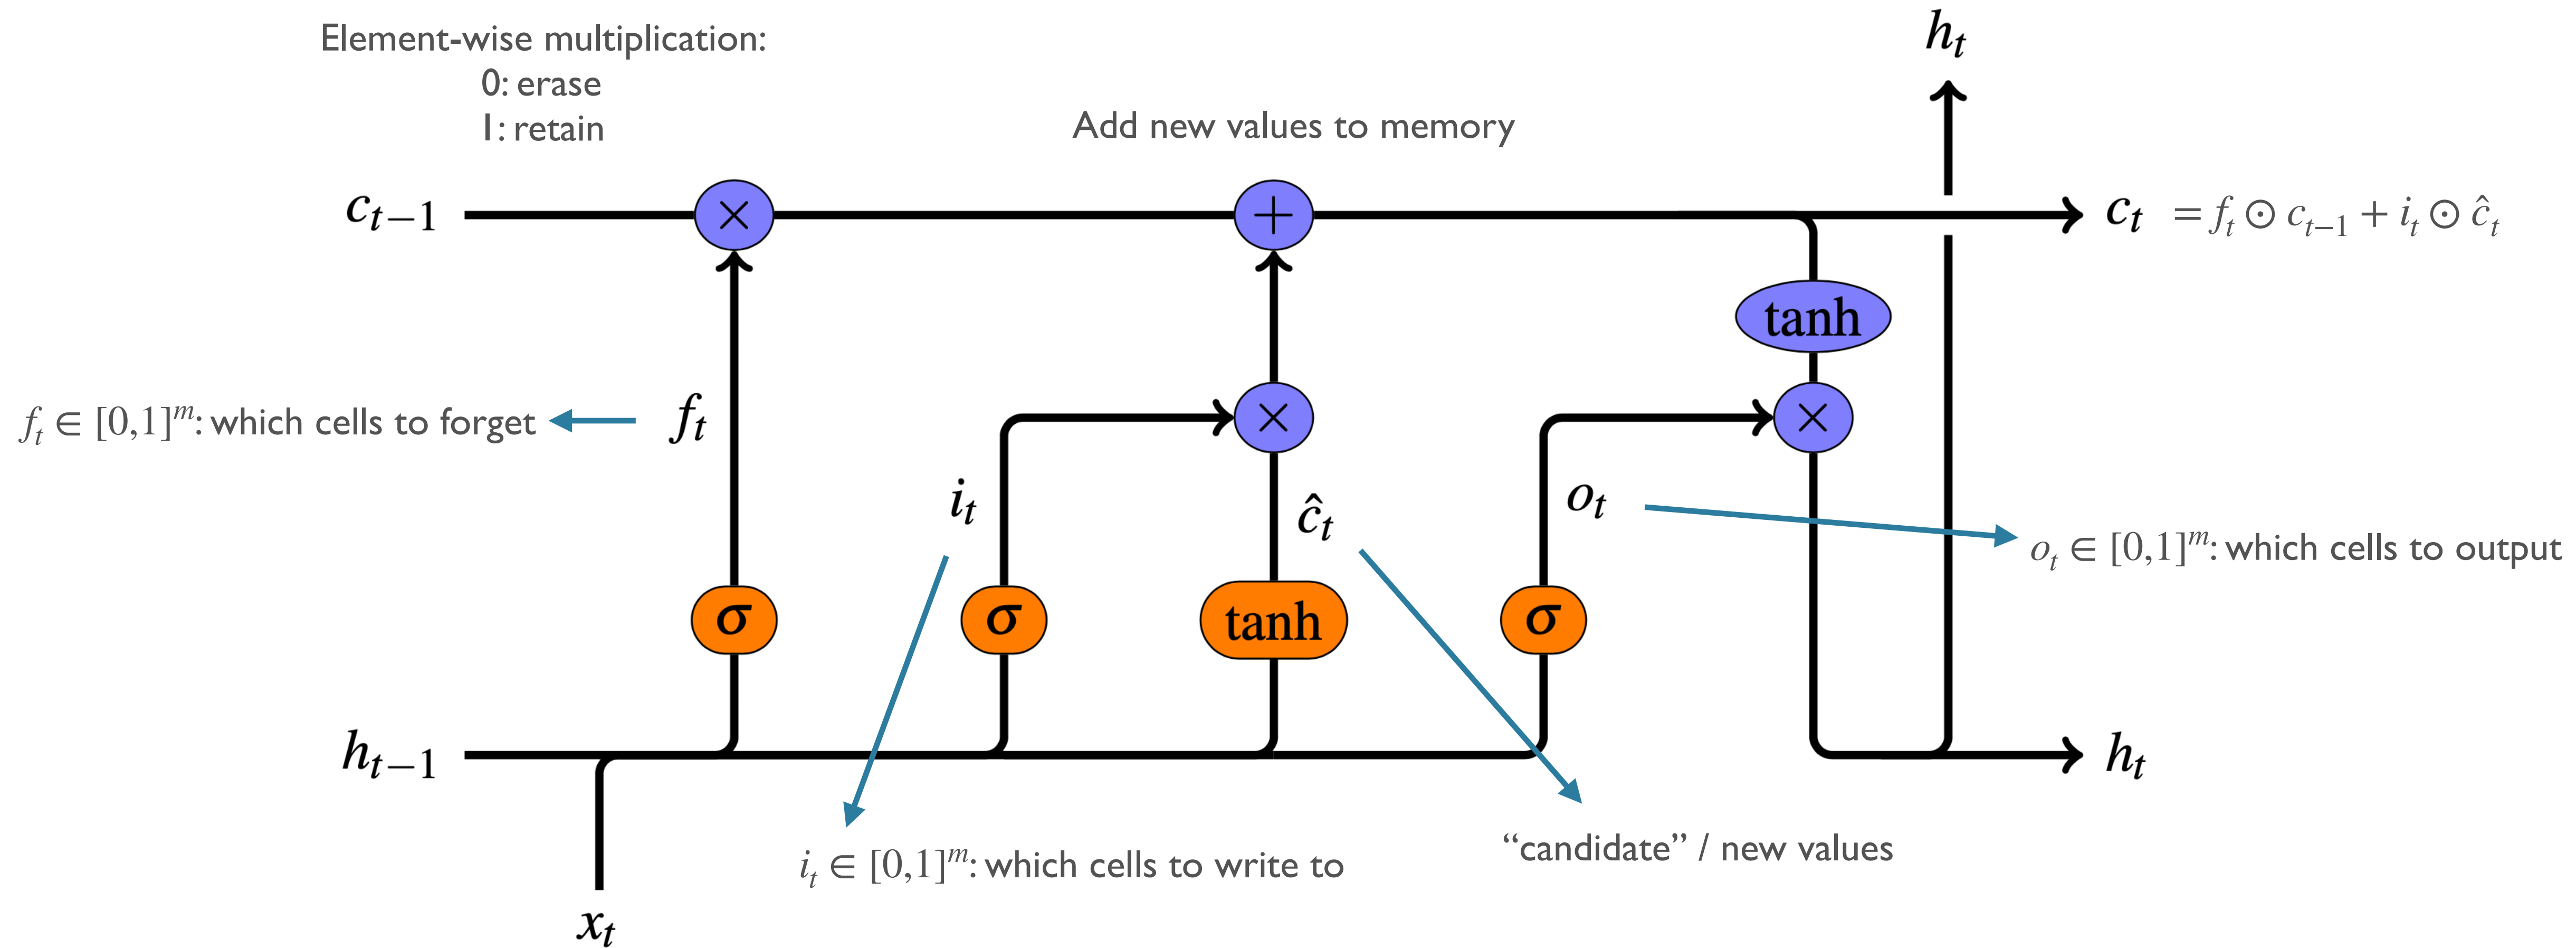 Element-wise multiplication:
0: erase
1: retain
h_t
Add new values to memory
c_{t−1}
×
+
c_t = f_t ⊙ c_{t−1} + i_t ⊙ ĉ_t
tanh
f_t ∈ [0,1]^m: which cells to forget
f_t
×
×
i_t
ĉ_t
o_t
o_t ∈ [0,1]^m: which cells to output
σ
σ
tanh
σ
h_{t−1}
h_t
i_t ∈ [0,1]^m: which cells to write to
“candidate” / new values
x_t